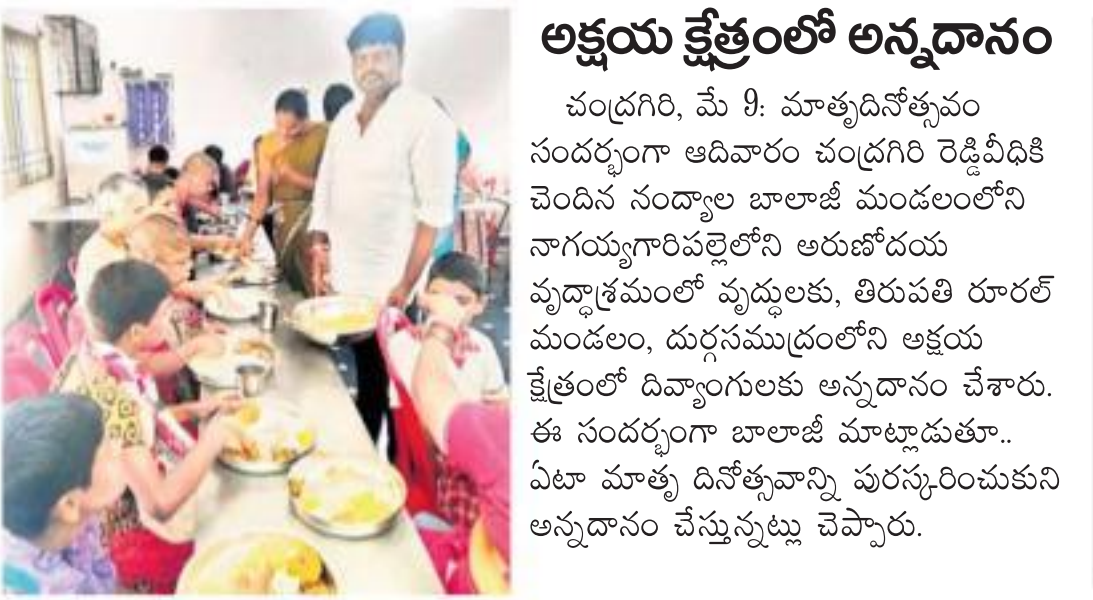 అక్షయ క్షేత్రంలో అన్నదానం
చంద్రగిరి, మే 9: మాతృదినోత్సవం
సందర్భంగా ఆదివారం చంద్రగిరి రెడ్డివీధికి
చెందిన నంద్యాల బాలాజీ మండలంలోని
నాగయ్యగారిపల్లెలోని అరుణోదయ
వృద్ధాశ్రమంలో వృద్ధులకు, తిరుపతి రూరల్
మండలం, దుర్గసముద్రంలోని అక్షయ
క్షేత్రంలో దివ్యాంగులకు అన్నదానం చేశారు.
ఈ సందర్భంగా బాలాజీ మాట్లాడుతూ..
ఏటా మాతృ దినోత్సవాన్ని పురస్కరించుకుని
అన్నదానం చేస్తున్నట్లు చెప్పారు.